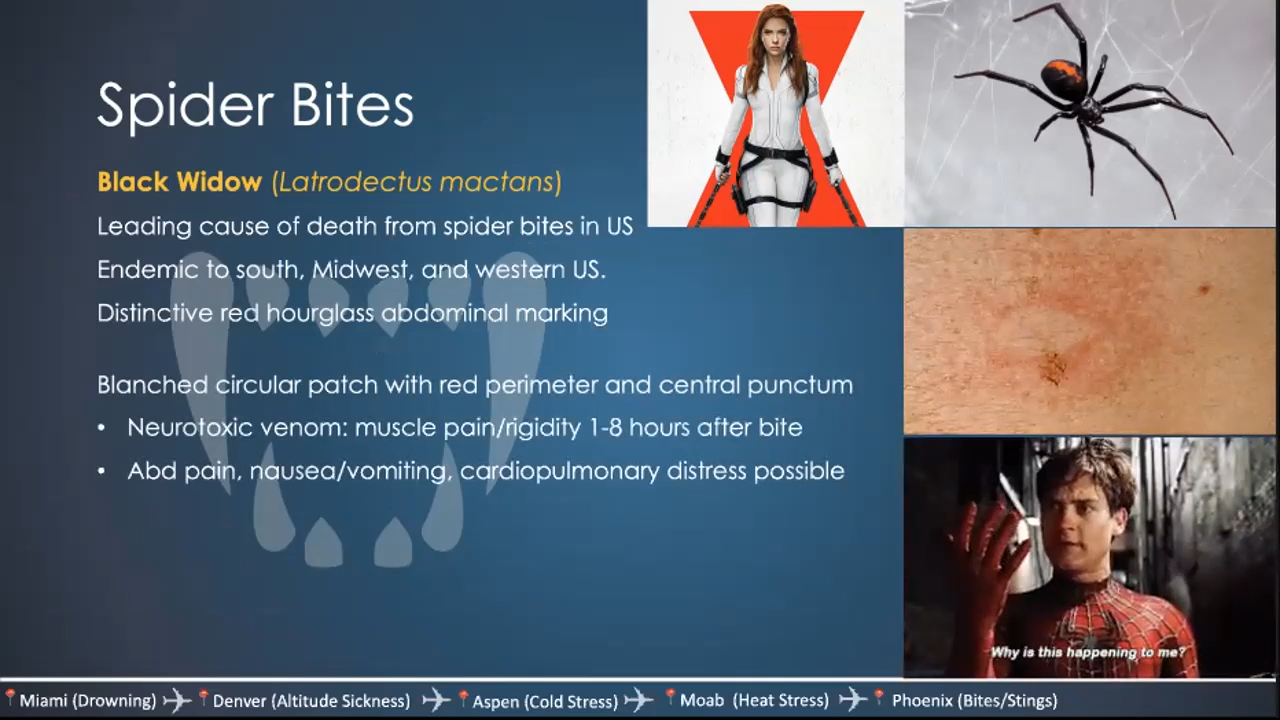 Spider Bites
Black Widow (Latrodectus mactans)
Leading cause of death from spider bites in US
Endemic to south, Midwest, and western US.
Distinctive red hourglass abdominal marking
Blanched circular patch with red perimeter and central punctum
• Neurotoxic venom: muscle pain/rigidity 1-8 hours after bite
• Abd pain, nausea/vomiting, cardiopulmonary distress possible
Why is this happening to me?
Miami (Drowning) Denver (Altitude Sickness) Aspen (Cold Stress) Moab (Heat Stress) Phoenix (Bites/Stings)